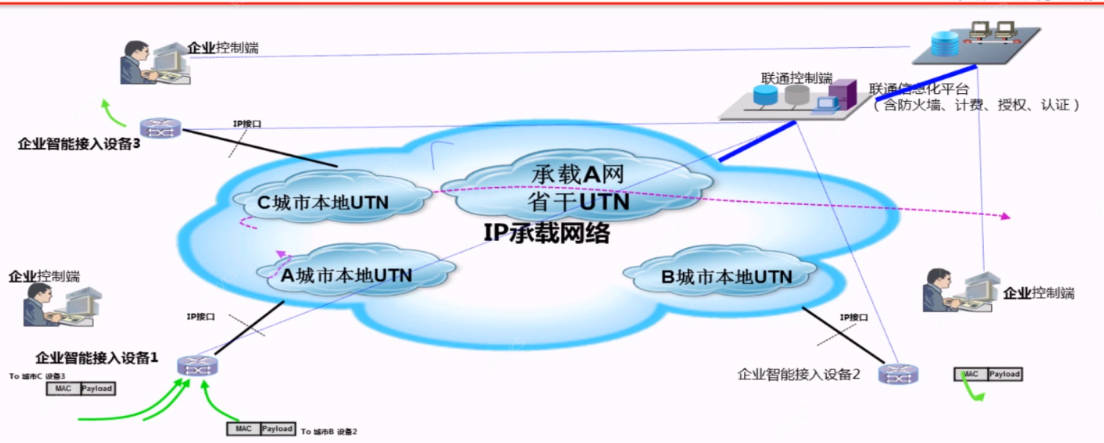 企业控制端
联通控制端
联通信息化平台
（含防火墙、计费、授权、认证）
IP接口
企业智能接入设备3
承载A网
省干UTN
C城市本地UTN
IP承载网络
A城市本地UTN
B城市本地UTN
企业控制端
企业控制端
IP接口
IP接口
企业智能接入设备1
To 城市C 设备3
MAC Payload
企业智能接入设备2
MAC Payload
MAC Payload
To 城市B 设备2